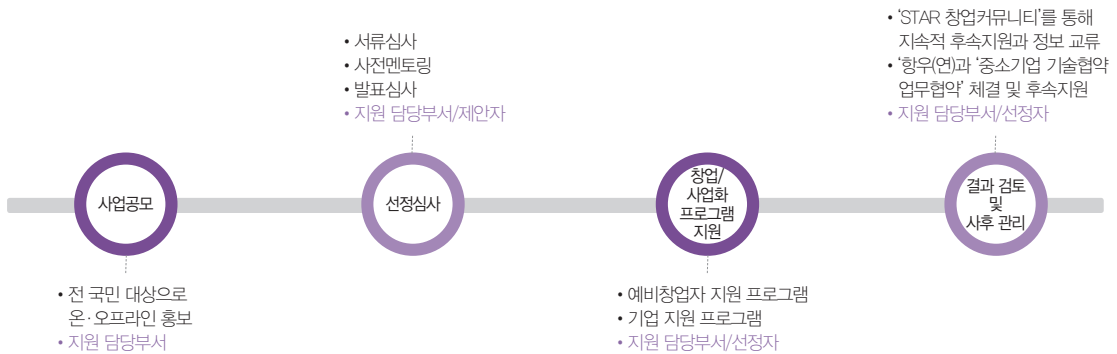 사업공모
• 전 국민 대상으로
온·오프라인 홍보
• 지원 담당부서
• 서류심사
• 사전멘토링
• 발표심사
• 지원 담당부서/제안자
선정심사
창업/
사업화
프로그램
지원
• 예비창업자 지원 프로그램
• 기업 지원 프로그램
• 지원 담당부서/선정자
• ‘STAR 창업커뮤니티’를 통해
지속적 후속지원과 정보 교류
• ‘항우(연)과 ‘중소기업 기술협약
업무협약’ 체결 및 후속지원
• 지원 담당부서/선정자
결과 검토
및
사후 관리